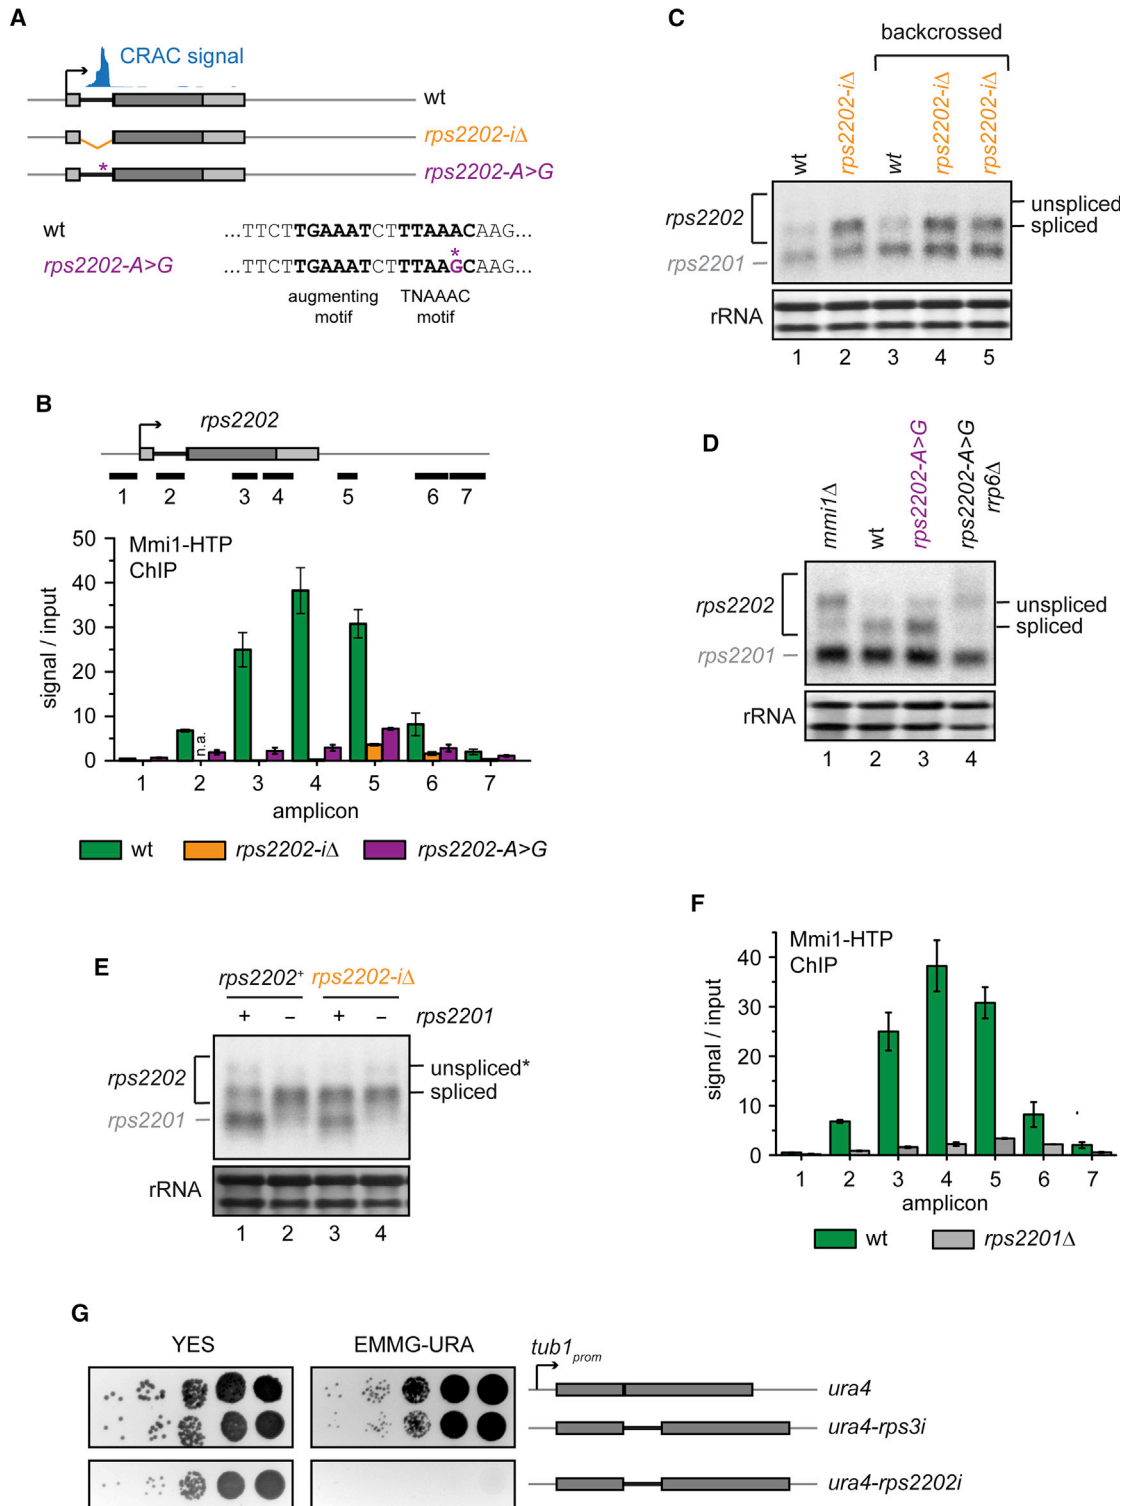 A
CRAC signal
wt
rps2202-iΔ
*
rps2202-A>G
wt
...TTCTTGAAATCTTTAAACAAG...
*
rps2202-A>G
...TTCTTGAAATCTTTAAGCAAG...
augmenting motif
TNAAAC motif
B
rps2202
1 2 3 4 5 6 7
Mmi1-HTP
ChIP
50
40
30
20
10
0
signal / input
n.a.
1 2 3 4 5 6 7
amplicon
wt rps2202-iΔ rps2202-A>G
C
backcrossed
wt rps2202-iΔ wt rps2202-iΔ rps2202-iΔ
rps2202
unspliced
spliced
rps2201
rRNA
1 2 3 4 5
D
mmi1Δ wt rps2202-A>G rps2202-A>G rrp6Δ
rps2202
unspliced
spliced
rps2201
rRNA
1 2 3 4
E
rps2202+ rps2202-iΔ
+ – + – rps2201
rps2202
unspliced*
spliced
rps2201
rRNA
1 2 3 4
F
Mmi1-HTP
ChIP
40
30
20
10
0
signal / input
1 2 3 4 5 6 7
amplicon
wt rps2201Δ
G
YES EMMG-URA
tub1prom
ura4
ura4-rps3i
ura4-rps2202i